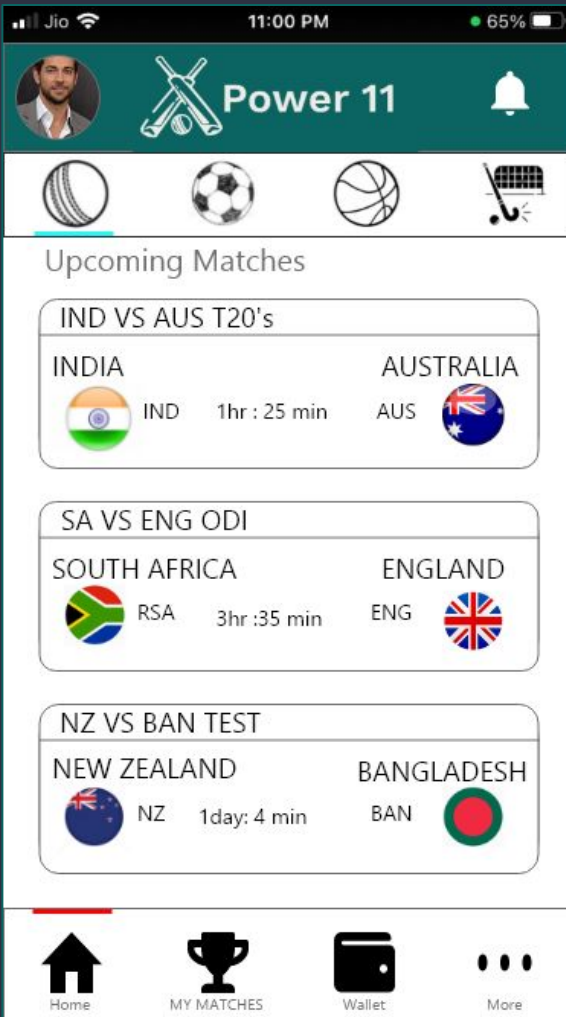 Jio 11:00 PM 65%
Power 11
Upcoming Matches
IND VS AUS T20's
INDIA AUSTRALIA
IND 1hr : 25 min AUS
SA VS ENG ODI
SOUTH AFRICA ENGLAND
RSA 3hr :35 min ENG
NZ VS BAN TEST
NEW ZEALAND BANGLADESH
NZ 1day: 4 min BAN
Home MY MATCHES Wallet More